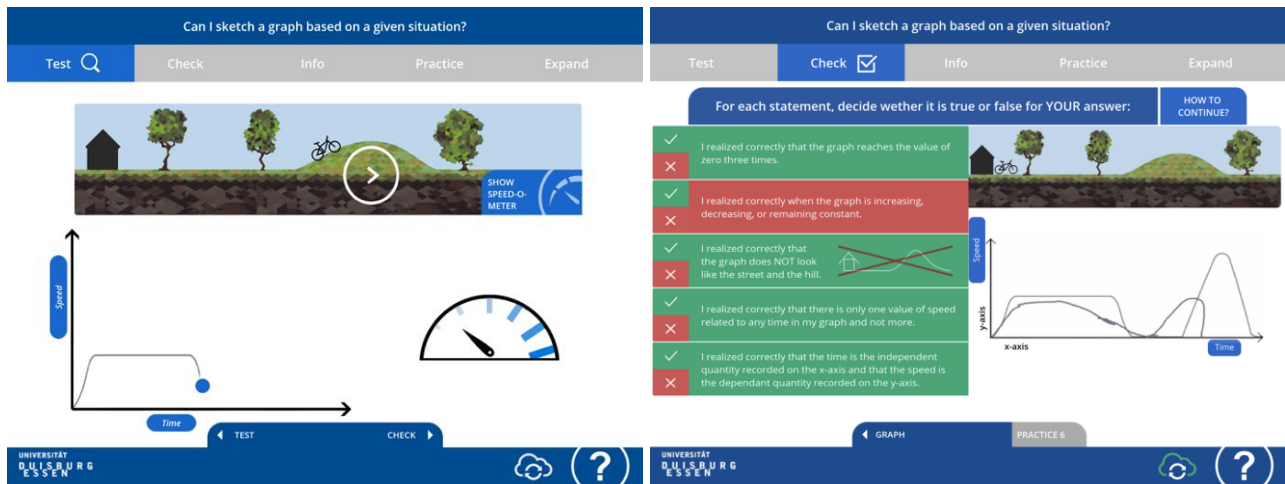 Can I sketch a graph based on a given situation?
Test
Check
Info
Practice
Expand
SHOW
SPEED-O-
METER
Speed
Time
TEST
CHECK
UNIVERSITÄT
DUISBURG
ESSEN
?
Can I sketch a graph based on a given situation?
Test
Check
Info
Practice
Expand
For each statement, decide wether it is true or false for YOUR answer:
HOW TO
CONTINUE?
I realized correctly that the graph reaches the value of
zero three times.
I realized correctly when the graph is increasing,
decreasing, or remaining constant.
I realized correctly that
the graph does NOT look
like the street and the hill.
I realized correctly that there is only one value of speed
related to any time in my graph and not more.
I realized correctly that the time is the independent
quantity recorded on the x-axis and that the speed is
the dependant quantity recorded on the y-axis.
Speed
y-axis
x-axis
Time
GRAPH
PRACTICE 6
UNIVERSITÄT
DUISBURG
ESSEN
?